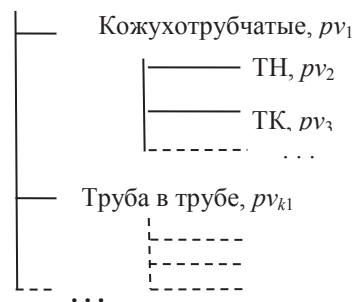 Кожухотрубчатые, pv1
ТН, pv2
ТК, pv3
. . .
Труба в трубе, pvk1
. . .